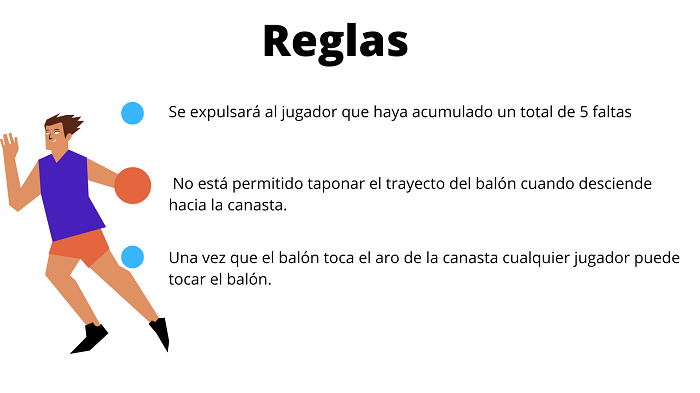 Reglas
Se expulsará al jugador que haya acumulado un total de 5 faltas
No está permitido taponar el trayecto del balón cuando desciende
hacia la canasta.
Una vez que el balón toca el aro de la canasta cualquier jugador puede
tocar el balón.